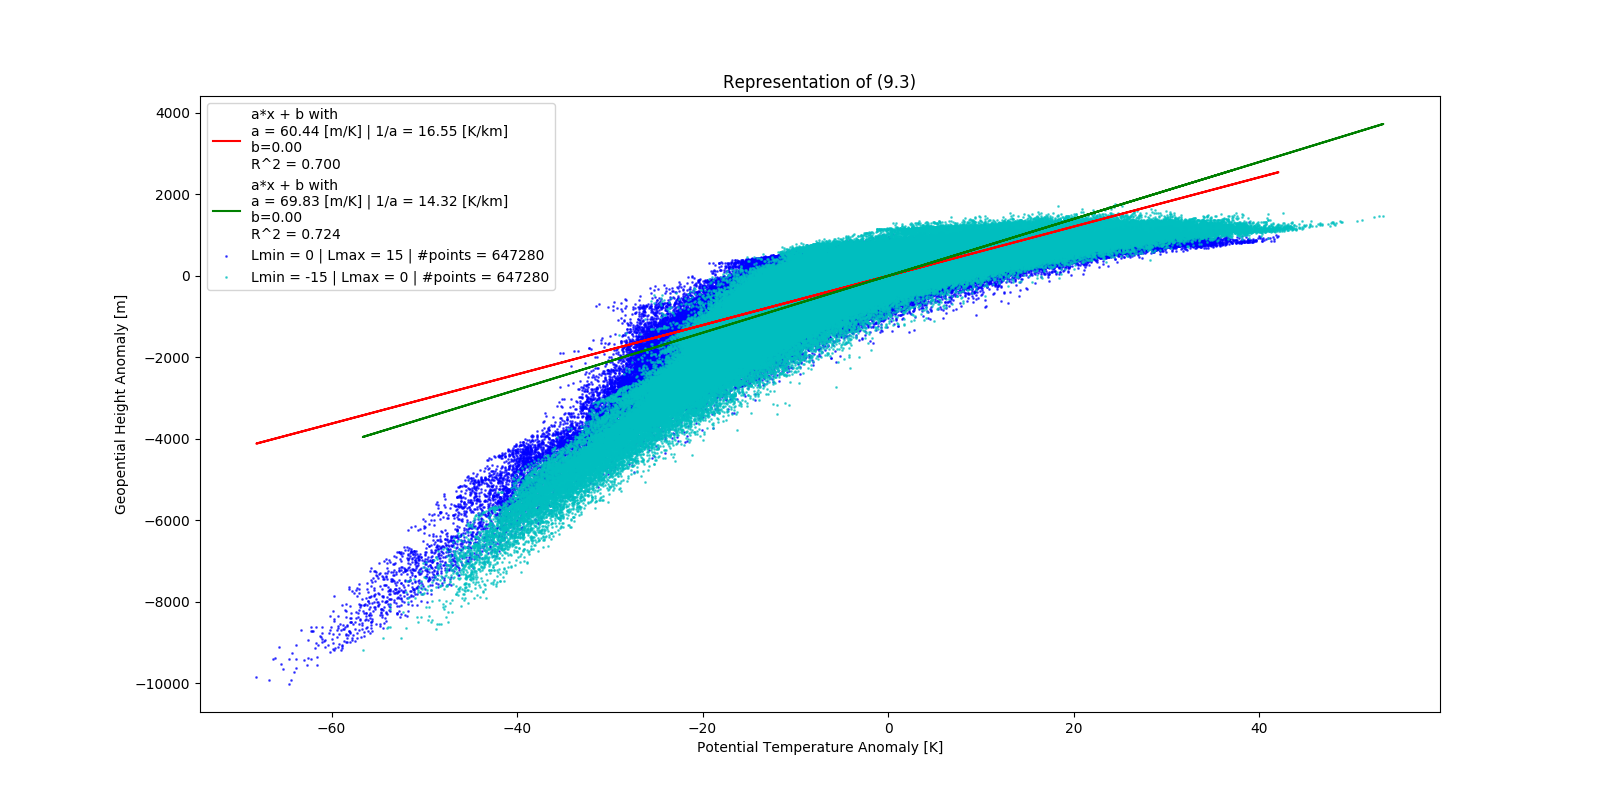 Representation of (9.3)
a*x + b with
a = 60.44 [m/K] | 1/a = 16.55 [K/km]
b=0.00
R^2 = 0.700
a*x + b with
a = 69.83 [m/K] | 1/a = 14.32 [K/km]
b=0.00
R^2 = 0.724
Lmin = 0 | Lmax = 15 | #points = 647280
Lmin = -15 | Lmax = 0 | #points = 647280
4000
2000
0
−2000
−4000
−6000
−8000
−10000
Geopential Height Anomaly [m]
−60
−40
−20
0
20
40
Potential Temperature Anomaly [K]